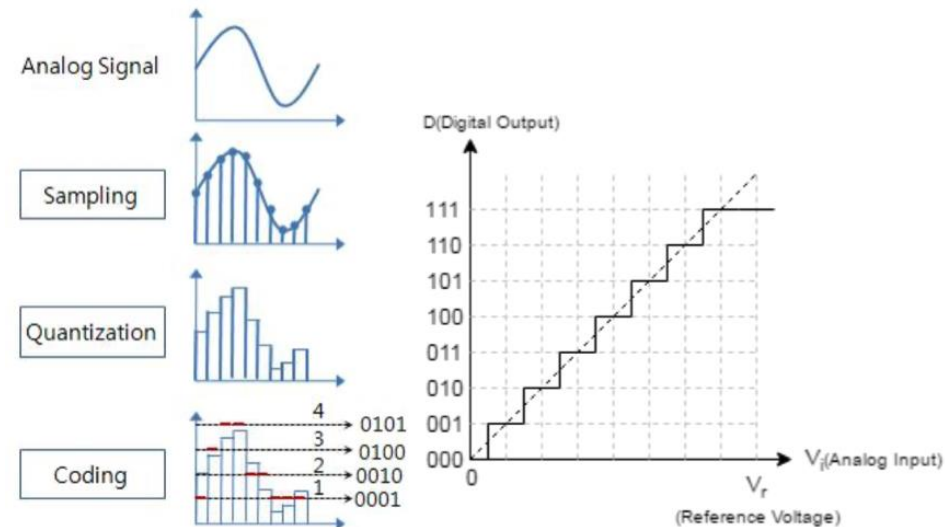 Analog Signal
Sampling
Quantization
Coding
4
0101
3
0100
2
0010
1
0001
D(Digital Output)
111
110
101
100
011
010
001
000
0
Vi(Analog Input)
Vr
(Reference Voltage)